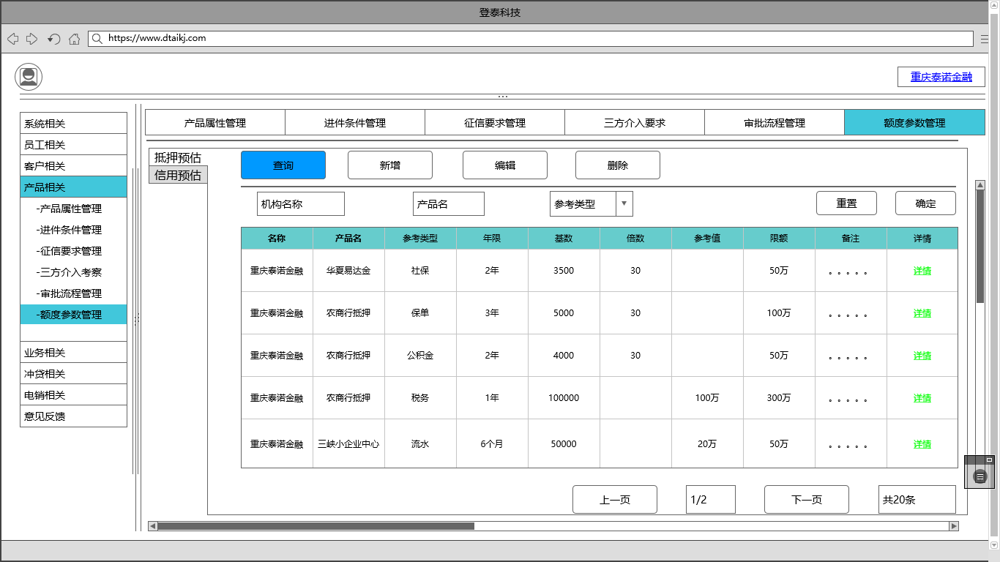 登泰科技
https://www.dtaikj.com
重庆泰诺金融
系统相关
员工相关
客户相关
产品相关
-产品属性管理
-进件条件管理
-征信要求管理
-三方介入考察
-审批流程管理
-额度参数管理
业务相关
冲贷相关
电销相关
意见反馈
产品属性管理 进件条件管理 征信要求管理 三方介入要求 审批流程管理 额度参数管理
抵押预估
信用预估
查询 新增 编辑 删除
机构名称 产品名 参考类型 重置 确定
名称 产品名 参考类型 年限 基数 倍数 参考值 限额 备注 详情
重庆泰诺金融 华夏易达金 社保 2年 3500 30 50万 。。。。。 详情
重庆泰诺金融 农商行抵押 保单 3年 5000 30 100万 。。。。。 详情
重庆泰诺金融 农商行抵押 公积金 2年 4000 30 50万 。。。。。 详情
重庆泰诺金融 农商行抵押 税务 1年 100000 100万 300万 。。。。。 详情
重庆泰诺金融 三峡小企业中心 流水 6个月 50000 20万 50万 。。。。。 详情
上一页 1/2 下一页 共20条